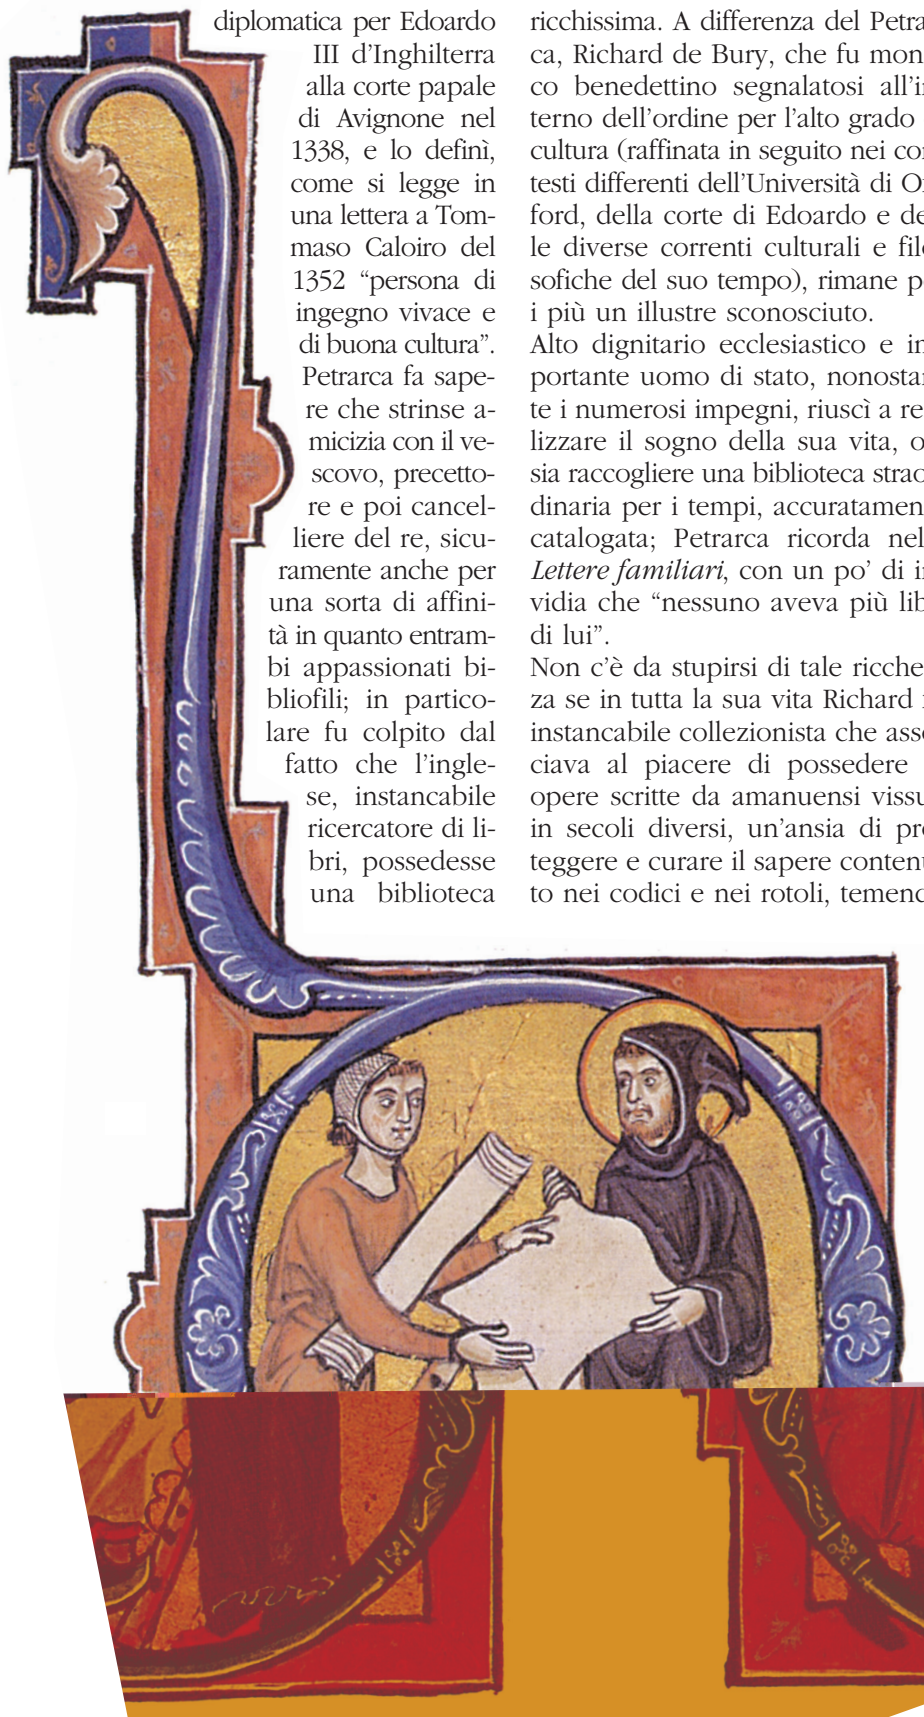 diplomatica per Edoardo
III d'Inghilterra
alla corte papale
di Avignone nel
1338, e lo definì,
come si legge in
una lettera a Tom-
maso Caloiro del
1352 “persona di
ingegno vivace e
di buona cultura”.
Petrarca fa sape-
re che strinse a-
micizia con il ve-
scovo, precetto-
re e poi cancel-
liere del re, sicu-
ramente anche per
una sorta di affini-
tà in quanto entram-
bi appassionati bi-
bliofili; in partico-
lare fu colpito dal
fatto che l'ingle-
se, instancabile
ricercatore di li-
bri, possedesse
una biblioteca
ricchissima. A differenza del Petra
ca, Richard de Bury, che fu mon
co benedettino segnalatosi all'i
terno dell'ordine per l'alto grado
cultura (raffinata in seguito nei co
testi differenti dell'Università di O
ford, della corte di Edoardo e de
le diverse correnti culturali e fil
sofiche del suo tempo), rimane p
i più un illustre sconosciuto.
Alto dignitario ecclesiastico e i
portante uomo di stato, nonostan
te i numerosi impegni, riuscì a re
lizzare il sogno della sua vita, o
sia raccogliere una biblioteca strao
dinaria per i tempi, accuratamen
catalogata; Petrarca ricorda nel
Lettere familiari, con un po' di i
vidia che “nessuno aveva più lib
di lui”.
Non c'è da stupirsi di tale ricche
za se in tutta la sua vita Richard
instancabile collezionista che asso
ciava al piacere di possedere
opere scritte da amanuensi vissu
in secoli diversi, un'ansia di pr
teggere e curare il sapere contenu
to nei codici e nei rotoli, temend